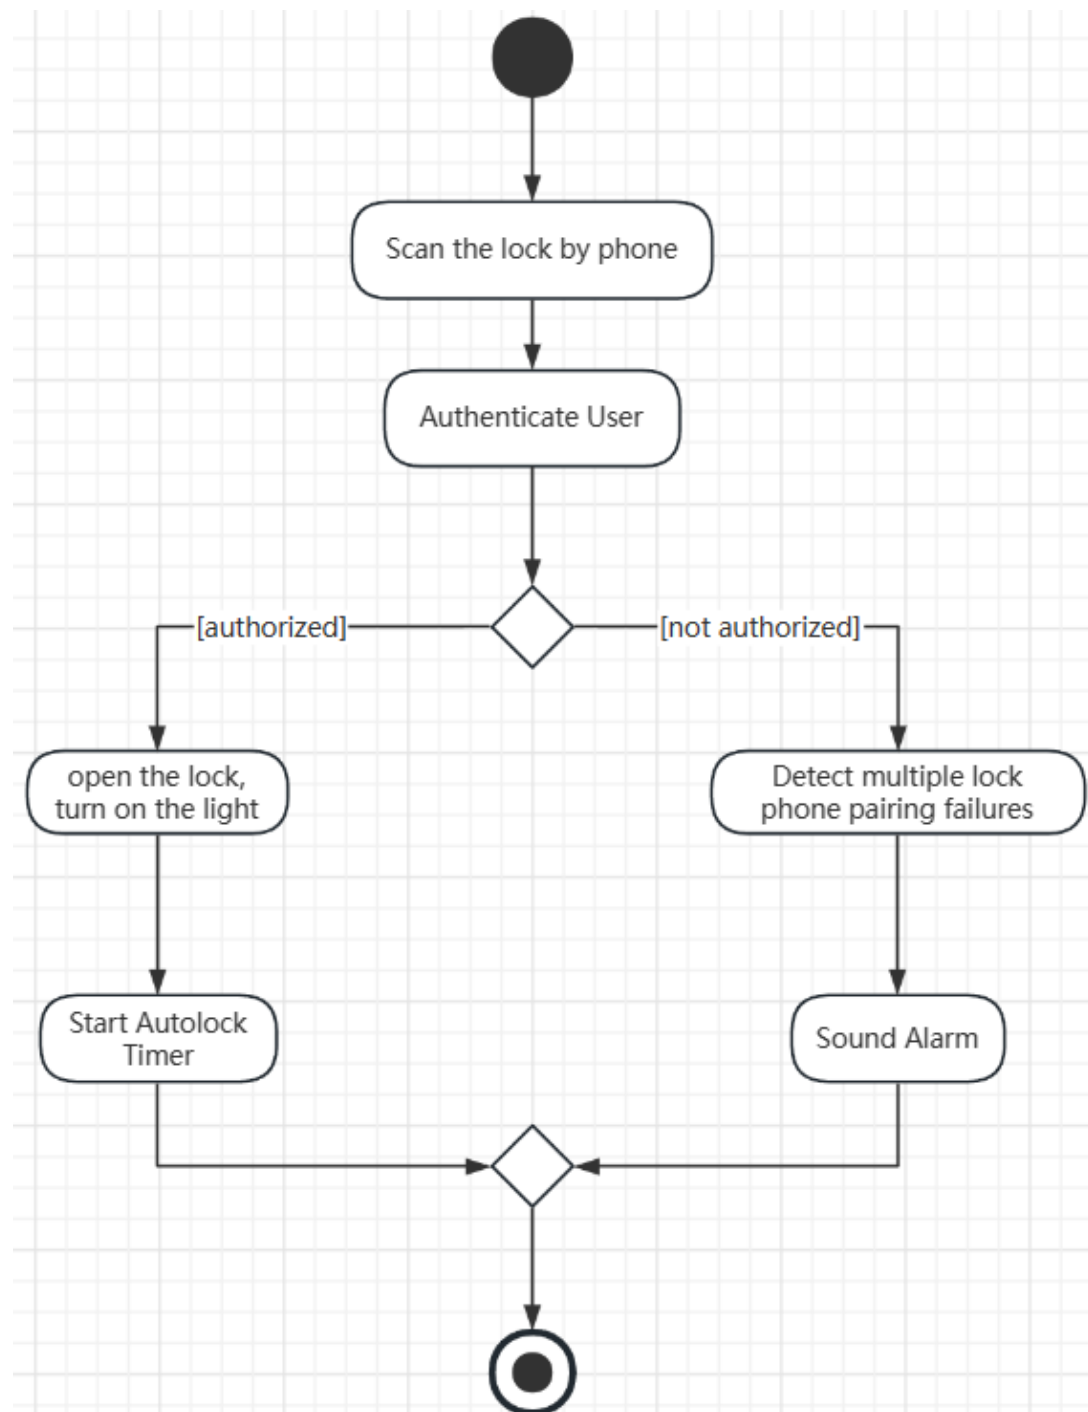 Scan the lock by phone
Authenticate User
[authorized]
[not authorized]
open the lock,
turn on the light
Detect multiple lock
phone pairing failures
Start Autolock
Timer
Sound Alarm